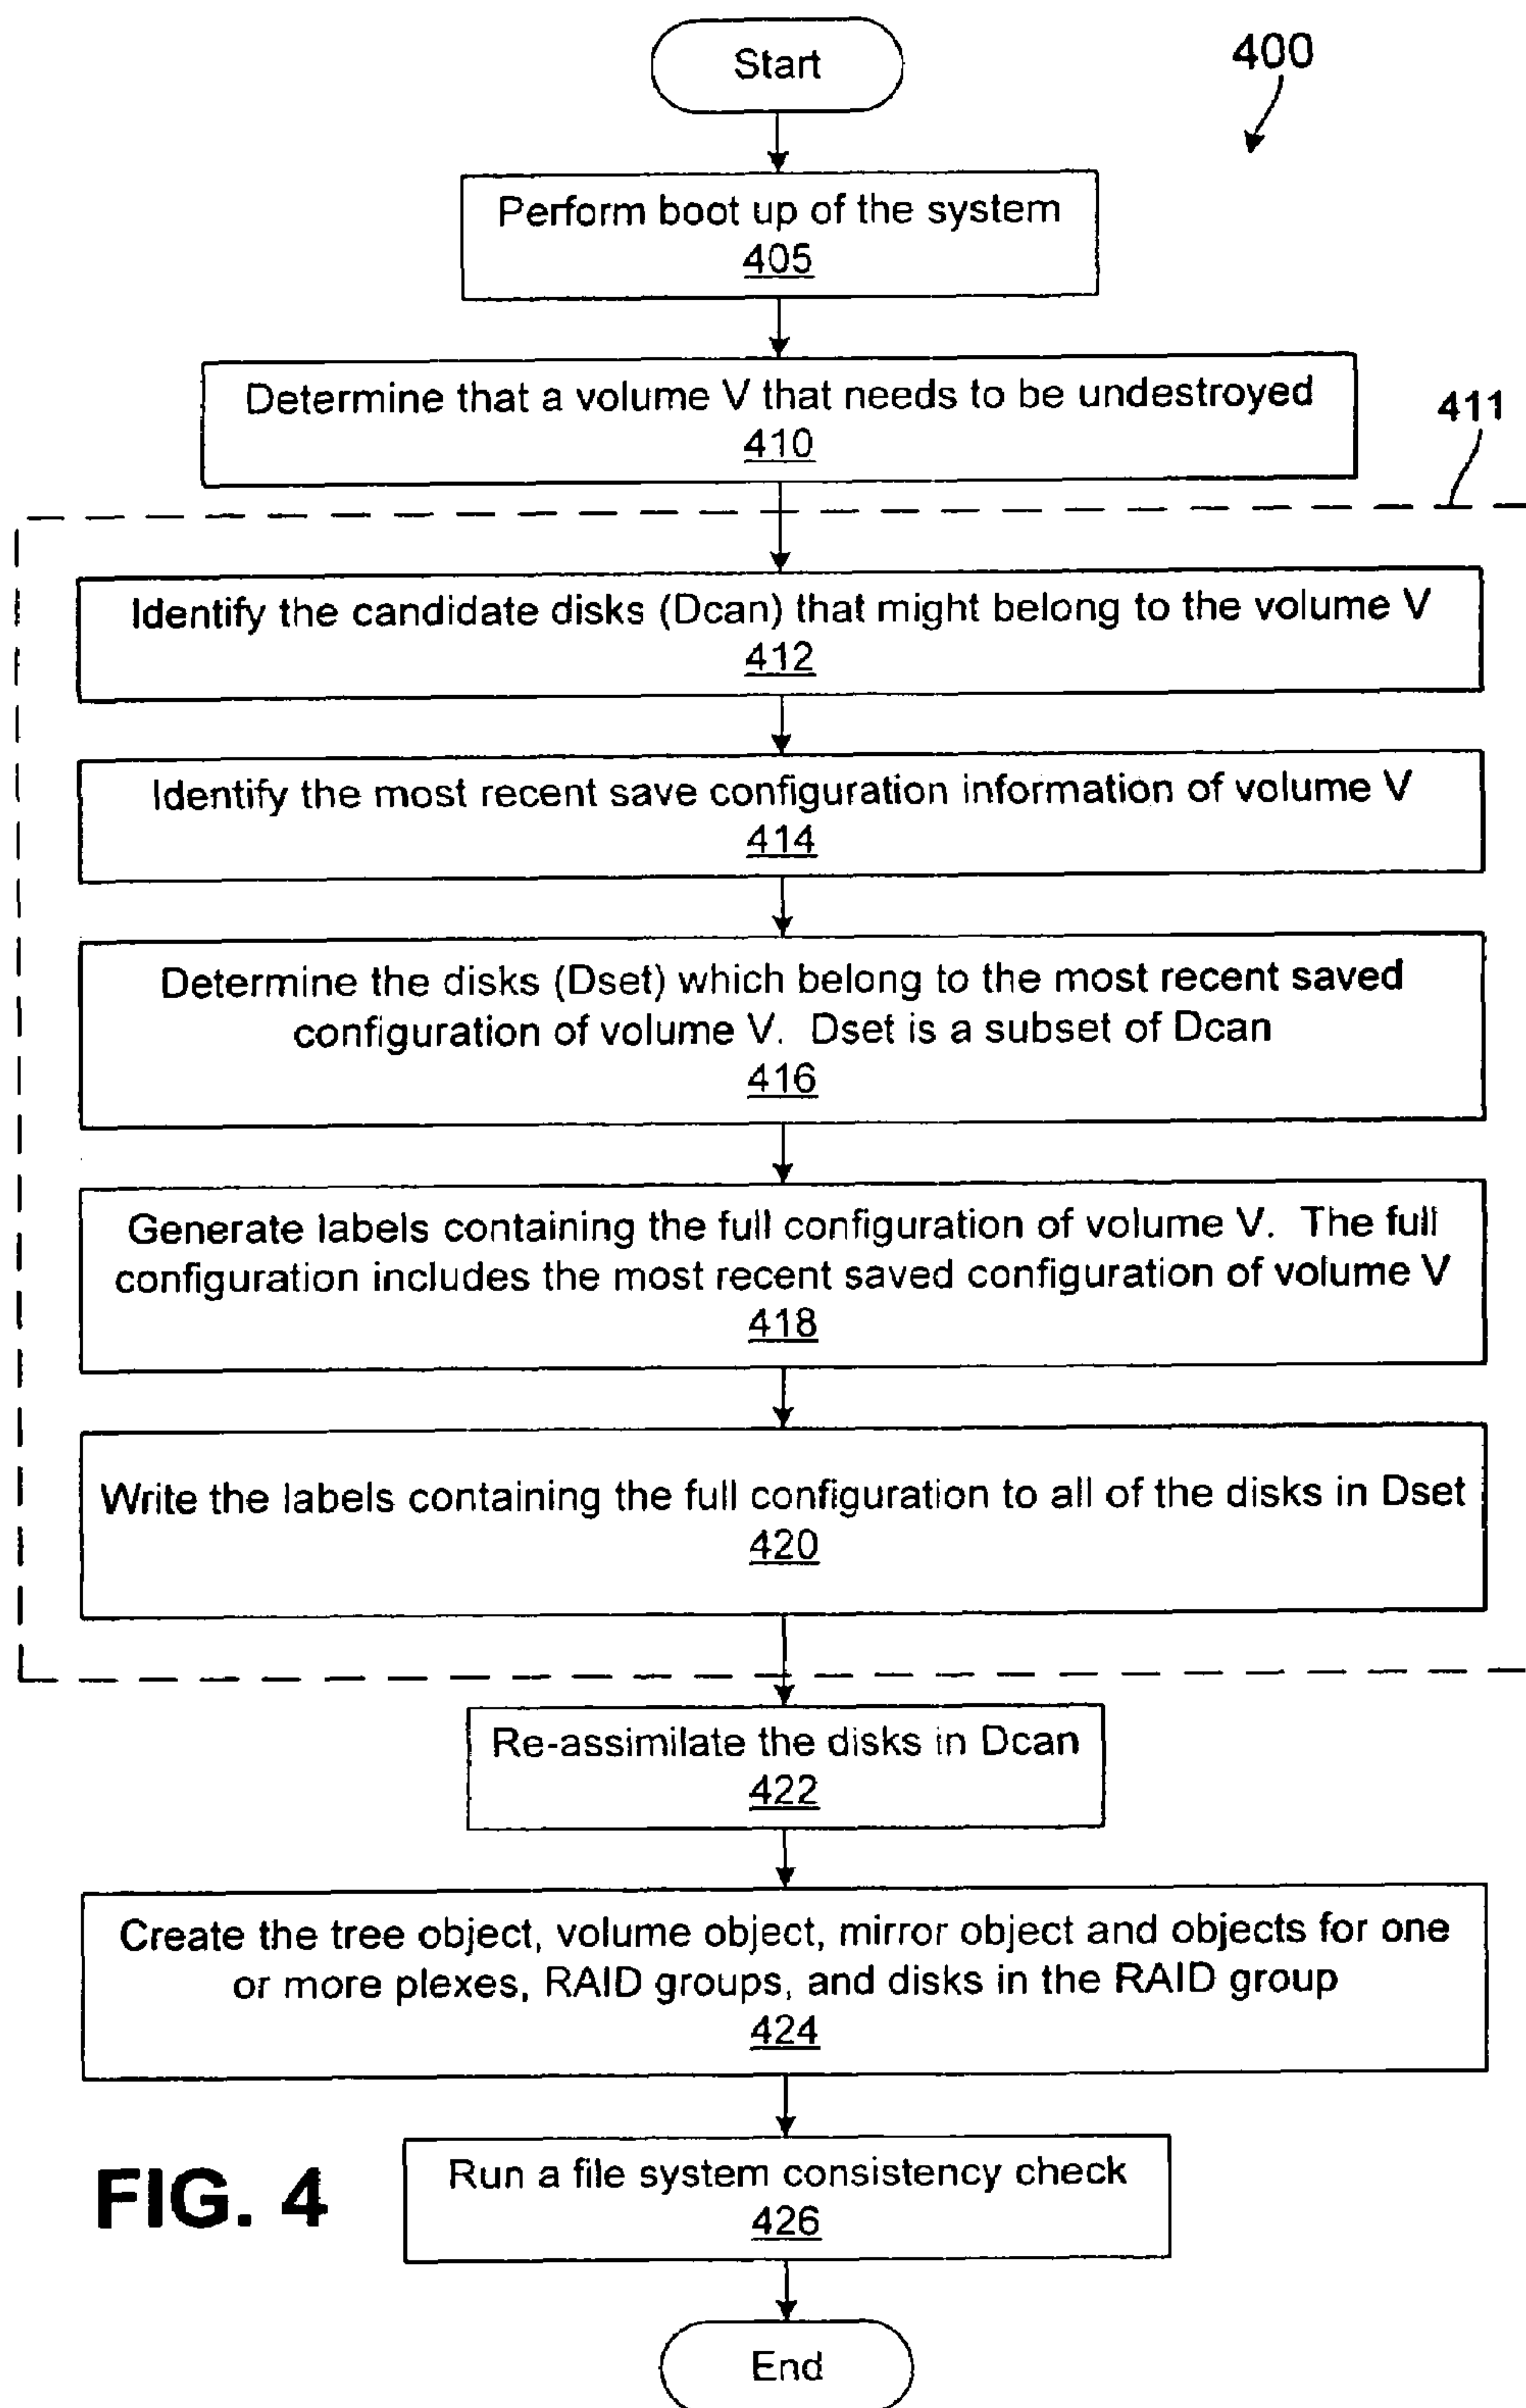 Start
400
Perform boot up of the system
405
Determine that a volume V that needs to be undestroyed
410
411
Identify the candidate disks (Dcan) that might belong to the volume V
412
Identify the most recent save configuration information of volume V
414
Determine the disks (Dset) which belong to the most recent saved
configuration of volume V. Dset is a subset of Dcan
416
Generate labels containing the full configuration of volume V. The full
configuration includes the most recent saved configuration of volume V
418
Write the labels containing the full configuration to all of the disks in Dset
420
Re-assimilate the disks in Dcan
422
Create the tree object, volume object, mirror object and objects for one
or more plexes, RAID groups, and disks in the RAID group
424
FIG. 4
Run a file system consistency check
426
End